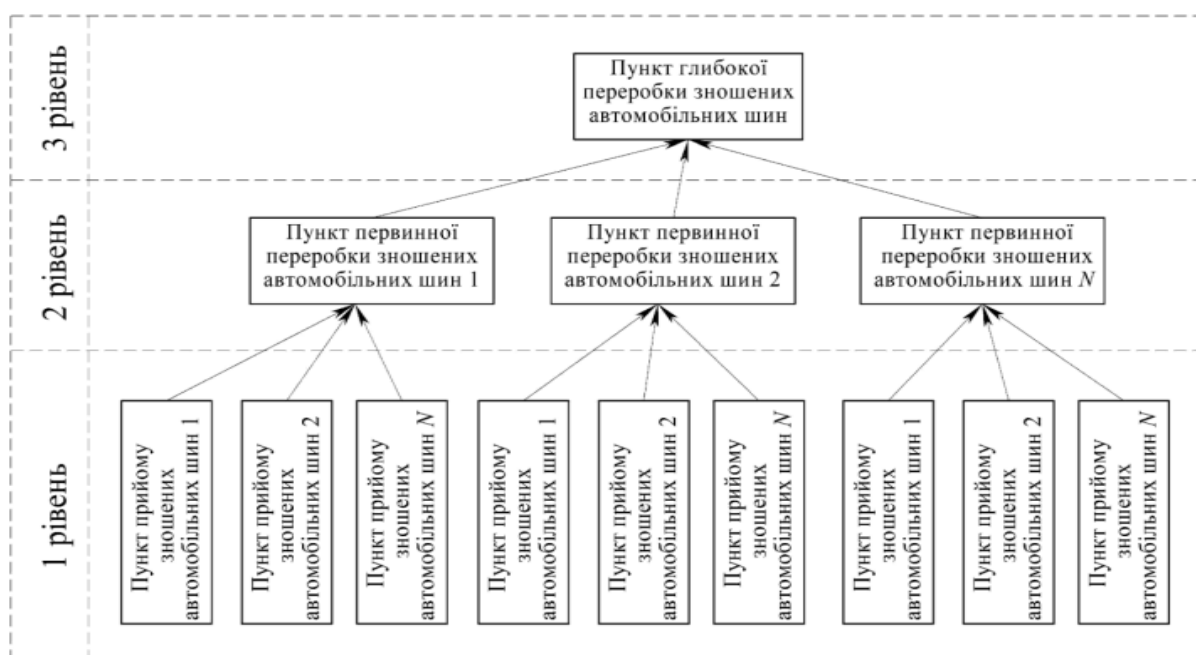 3 рівень
Пункт глибокої
переробки зношених
автомобільних шин
2 рівень
Пункт первинної
переробки зношених
автомобільних шин 1
Пункт первинної
переробки зношених
автомобільних шин 2
Пункт первинної
переробки зношених
автомобільних шин N
1 рівень
Пункт прийому
зношених
автомобільних шин 1
Пункт прийому
зношених
автомобільних шин 2
Пункт прийому
зношених
автомобільних шин N
Пункт прийому
зношених
автомобільних шин 1
Пункт прийому
зношених
автомобільних шин 2
Пункт прийому
зношених
автомобільних шин N
Пункт прийому
зношених
автомобільних шин 1
Пункт прийому
зношених
автомобільних шин 2
Пункт прийому
зношених
автомобільних шин N